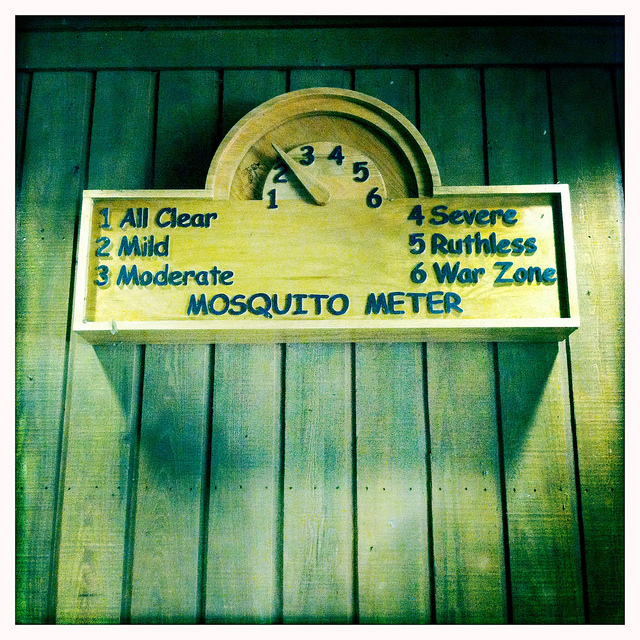 1 2 3 4 5 6
1 All Clear
2 Mild
3 Moderate
4 Severe
5 Ruthless
6 War Zone
MOSQUITO METER